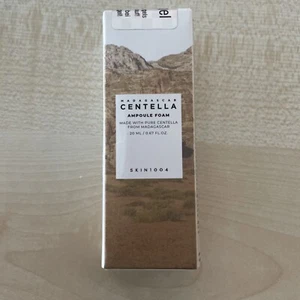 MADAGASCAR
CENTELLA
AMPOULE FOAM
MADE WITH PURE CENTELLA
FROM MADAGASCAR
20 ML / 0.67 FL.OZ.
SKIN1004